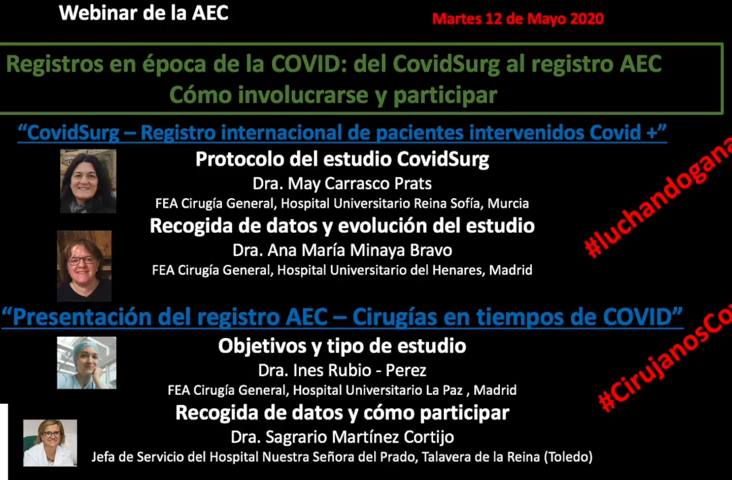 Webinar de la AEC
Martes 12 de Mayo 2020
Registros en época de la COVID: del CovidSurg al registro AEC
Cómo involucrarse y participar
“CovidSurg – Registro internacional de pacientes intervenidos Covid +”
Protocolo del estudio CovidSurg
Dra. May Carrasco Prats
FEA Cirugía General, Hospital Universitario Reina Sofía, Murcia
Recogida de datos y evolución del estudio
Dra. Ana María Minaya Bravo
FEA Cirugía General, Hospital Universitario del Henares, Madrid
#luchandogana
“Presentación del registro AEC – Cirugías en tiempos de COVID”
Objetivos y tipo de estudio
Dra. Ines Rubio - Perez
FEA Cirugía General, Hospital Universitario La Paz , Madrid
#CirujanosCo
Recogida de datos y cómo participar
Dra. Sagrario Martínez Cortijo
Jefa de Servicio del Hospital Nuestra Señora del Prado, Talavera de la Reina (Toledo)